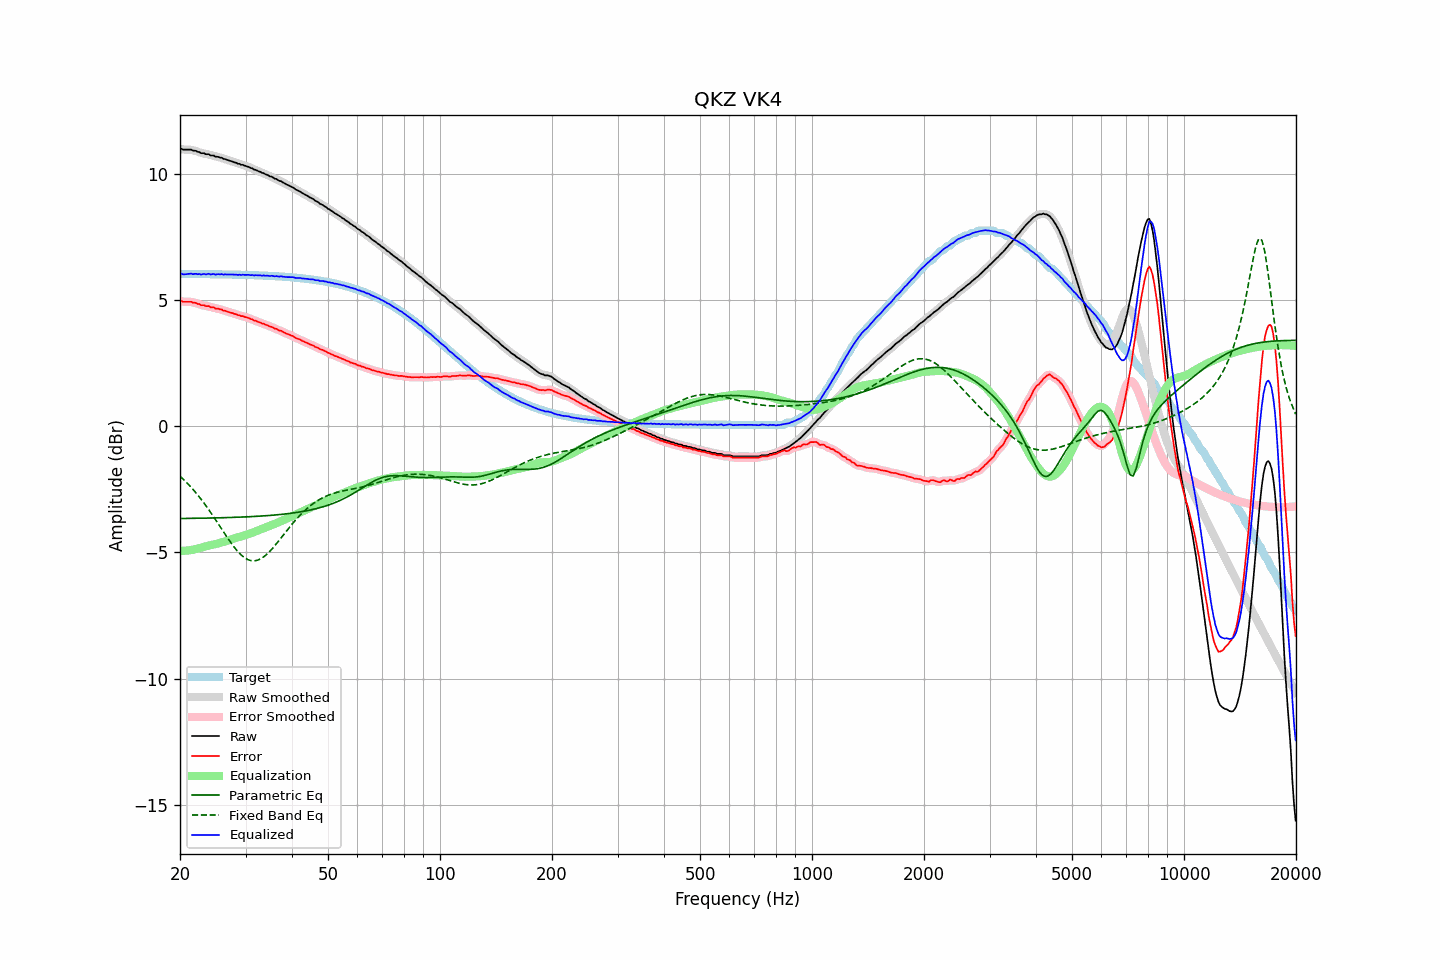 QKZ VK4
Amplitude (dBr)
10
5
0
−5
−10
−15
Target
Raw Smoothed
Error Smoothed
Raw
Error
Equalization
Parametric Eq
Fixed Band Eq
Equalized
20 50 100 200 500 1000 2000 5000 10000 20000
Frequency (Hz)